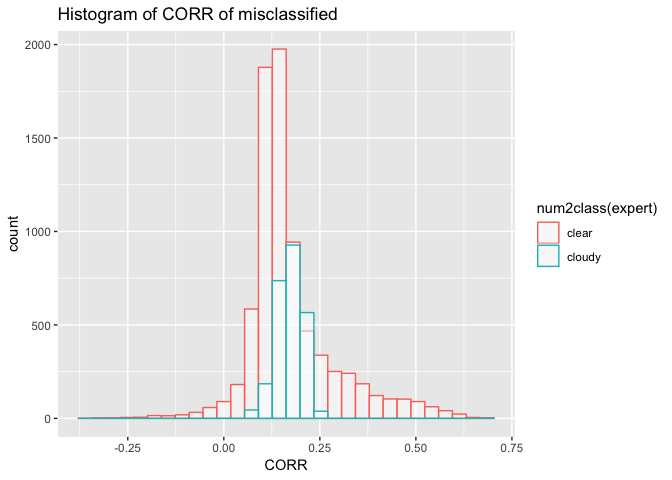 Histogram of CORR of misclassified
2000
1500
1000
500
0
count
-0.25
0.00
0.25
0.50
0.75
CORR
num2class(expert)
clear
cloudy